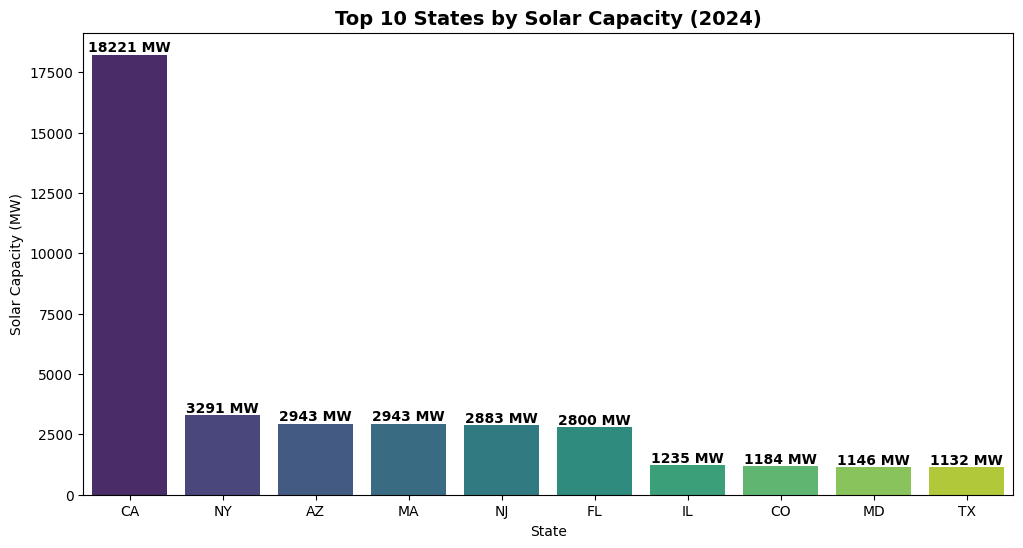 Top 10 States by Solar Capacity (2024)
18221 MW
17500
15000
12500
10000
7500
5000
2500
0
Solar Capacity (MW)
3291 MW
2943 MW
2943 MW
2883 MW
2800 MW
1235 MW
1184 MW
1146 MW
1132 MW
CA NY AZ MA NJ FL IL CO MD TX
State